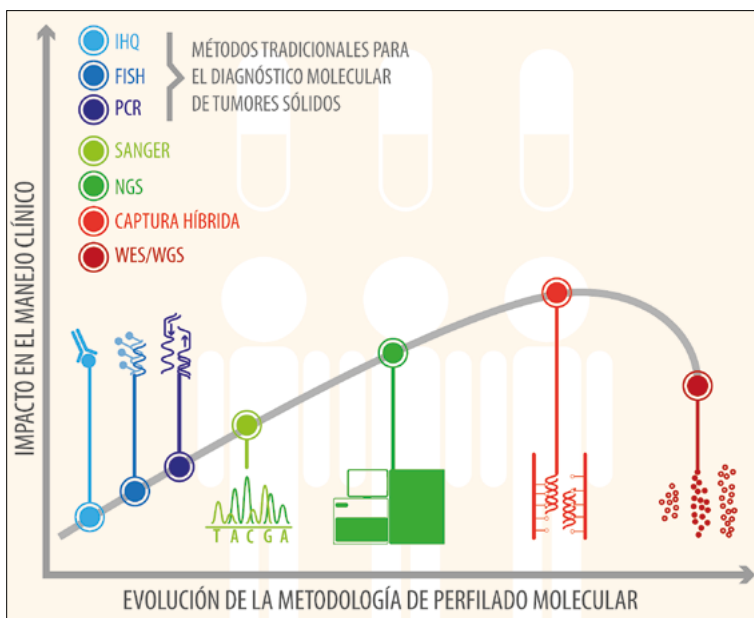 IHQ
FISH
PCR
MÉTODOS TRADICIONALES PARA
EL DIAGNÓSTICO MOLECULAR
DE TUMORES SÓLIDOS
SANGER
NGS
CAPTURA HÍBRIDA
WES/WGS
IMPACTO EN EL MANEJO CLÍNICO
T A C G A
EVOLUCIÓN DE LA METODOLOGÍA DE PERFILADO MOLECULAR